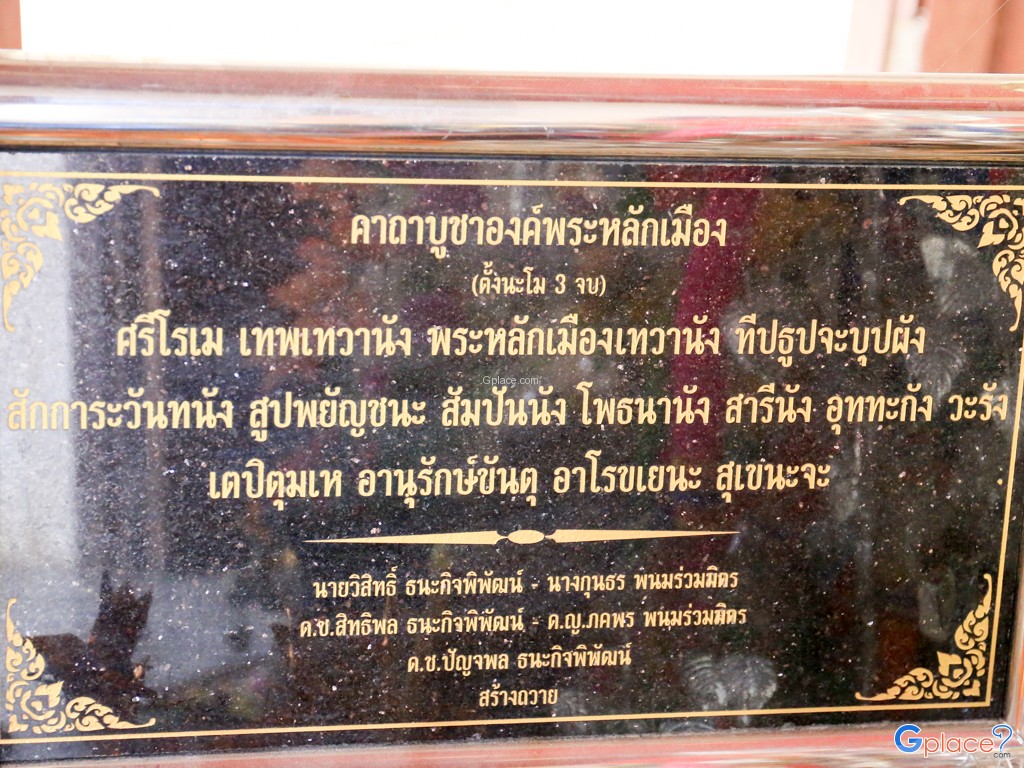 คาถาบูชาองค์พระหลักเมือง
(ตั้งนะโม 3 จบ)
ศรีโรเม เทพเทวานัง พระหลักเมืองเทวานัง ทีปธูปจะบุปผัง
Gplace.com
สักการะวันทนัง สูปพยัญชนะ สัมปันนัง โพธนานัง สารีนัง อุททะกัง วะรัง
เตปิตุมเห อานุรักษ์ขันตุ อาโรขเยนะ สุเขนะจะ
นายวิสิทธิ์ ธนะกิจพิพัฒน์ - นางกุนธร พนมร่วมมิตร
ด.ช.สิทธิพล ธนะกิจพิพัฒน์ - ด.ญ.ภคพร พนมร่วมมิตร
ด.ช.ปัญจพล ธนะกิจพิพัฒน์
สร้างถวาย
Gplace.com